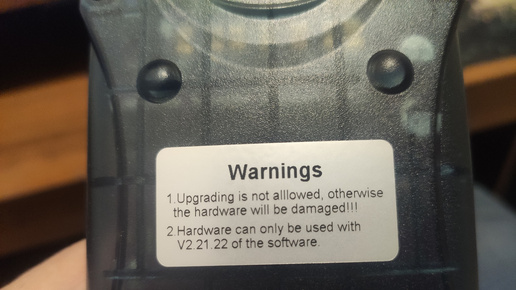 Warnings
1.Upgrading is not alllowed, otherwise
the hardware will be damaged!!!
2.Hardware can only be used with
V2.21.22 of the software.